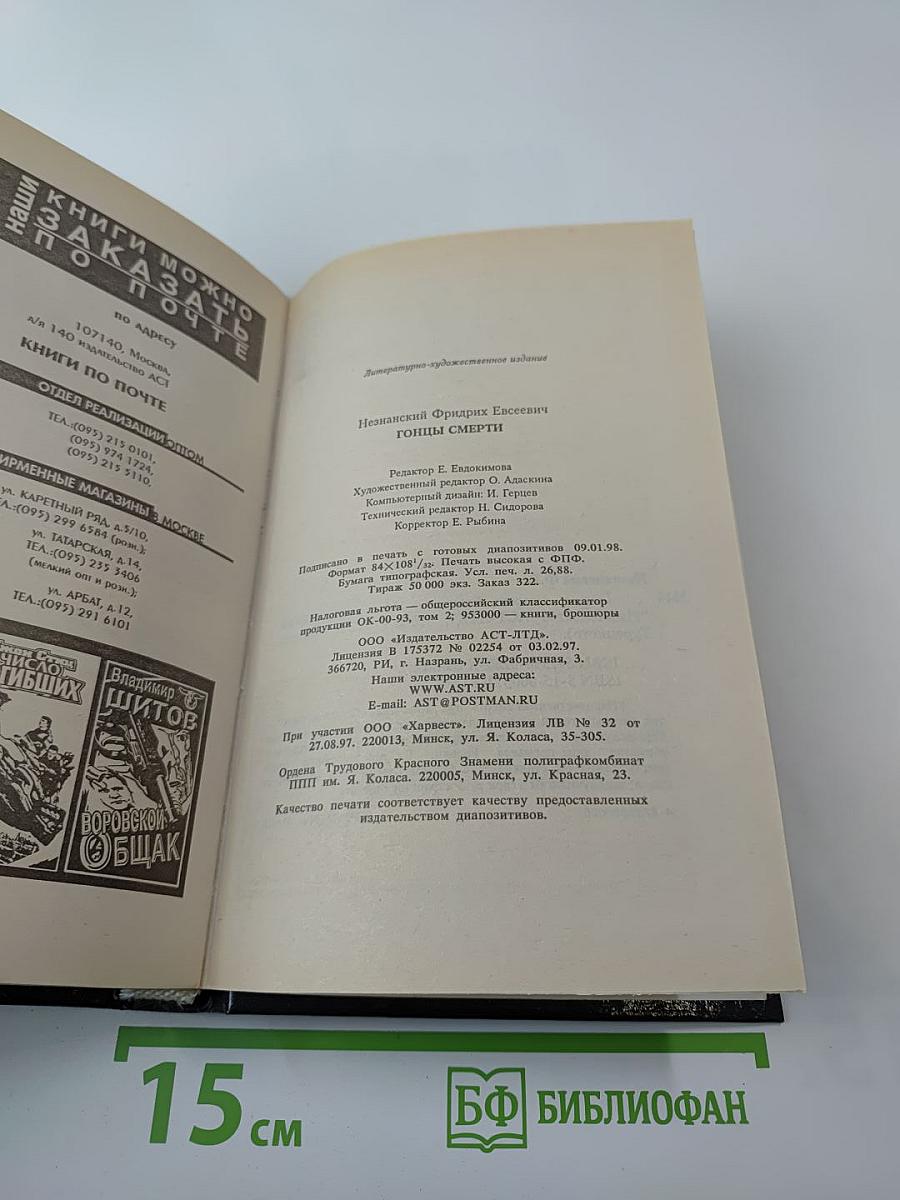 НАШИ
КНИГИ МОЖНО
ЗАКАЗАТЬ
ПО ПОЧТЕ
ПО АДРЕСУ
107140, Москва,
а/я 140 издательство АСТ
КНИГИ ПО ПОЧТЕ
ОТДЕЛ РЕАЛИЗАЦИИ ОПТОМ
ТЕЛ.:(095) 215 0101,
(095) 974 1724,
(095) 215 5110,
ИРМЕННЫЕ МАГАЗИНЫ В МОСКВЕ
ул. КАРЕТНЫЙ РЯД, д.5/10,
ЕЛ.:(095) 299 6584 (розн.);
ул. ТАТАРСКАЯ, д.14,
ТЕЛ.:(095) 235 3406
(мелкий опт и розн.);
ул. АРБАТ, д.12,
ТЕЛ.:(095) 291 6101
ЧИСЛО
ГИБШИХ
Владимир
ШИТОВ
ВОРОВСКОЙ
ОБЩАК
Литературно-художественное издание
Незнанский Фридрих Евсеевич
ГОНЦЫ СМЕРТИ
Редактор Е. Евдокимова
Художественный редактор О. Адаскина
Компьютерный дизайн: И. Герцев
Технический редактор Н. Сидорова
Корректор Е. Рыбина
Подписано в печать с готовых диапозитивов 09.01.98.
Формат 84×108¹/₃₂. Печать высокая с ФПФ.
Бумага типографская. Усл. печ. л. 26,88.
Тираж 50 000 экз. Заказ 322.
Налоговая льгота — общероссийский классификатор
продукции ОК-00-93, том 2; 953000 — книги, брошюры
ООО «Издательство АСТ-ЛТД».
Лицензия В 175372 № 02254 от 03.02.97.
366720, РИ, г. Назрань, ул. Фабричная, 3.
Наши электронные адреса:
WWW.AST.RU
E-mail: AST@POSTMAN.RU
При участии ООО «Харвест». Лицензия ЛВ № 32 от
27.08.97. 220013, Минск, ул. Я. Коласа, 35-305.
Ордена Трудового Красного Знамени полиграфкомбинат
ППП им. Я. Коласа. 220005, Минск, ул. Красная, 23.
Качество печати соответствует качеству предоставленных
издательством диапозитивов.
15 см
БФ БИБЛИОФАН